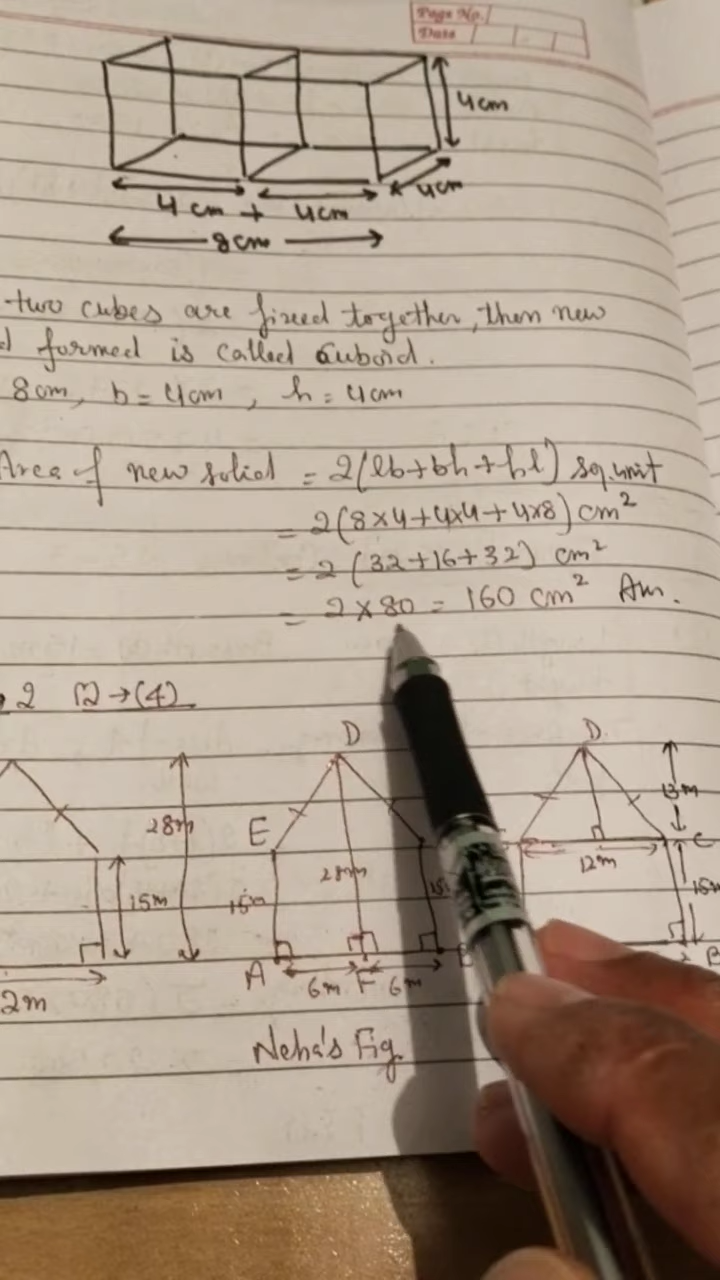 Page No.
Date
4cm
4cm
4 cm + 4cm
8cm
two cubes are fixed together, then new
formed is called Cuboid.
8cm, b = 4cm, h = 4cm
Area of new solid = 2(lb+bh+hl) sq.unit
= 2(8×4+4×4+4×8) cm²
= 2 (32+16+32) cm²
= 2 × 80 = 160 cm² Ans.
2 →(4)
D D
28m 13m
E C
12m
15m 15m 28m 15m
A F B
2m 6m 6m
Neha's Fig.